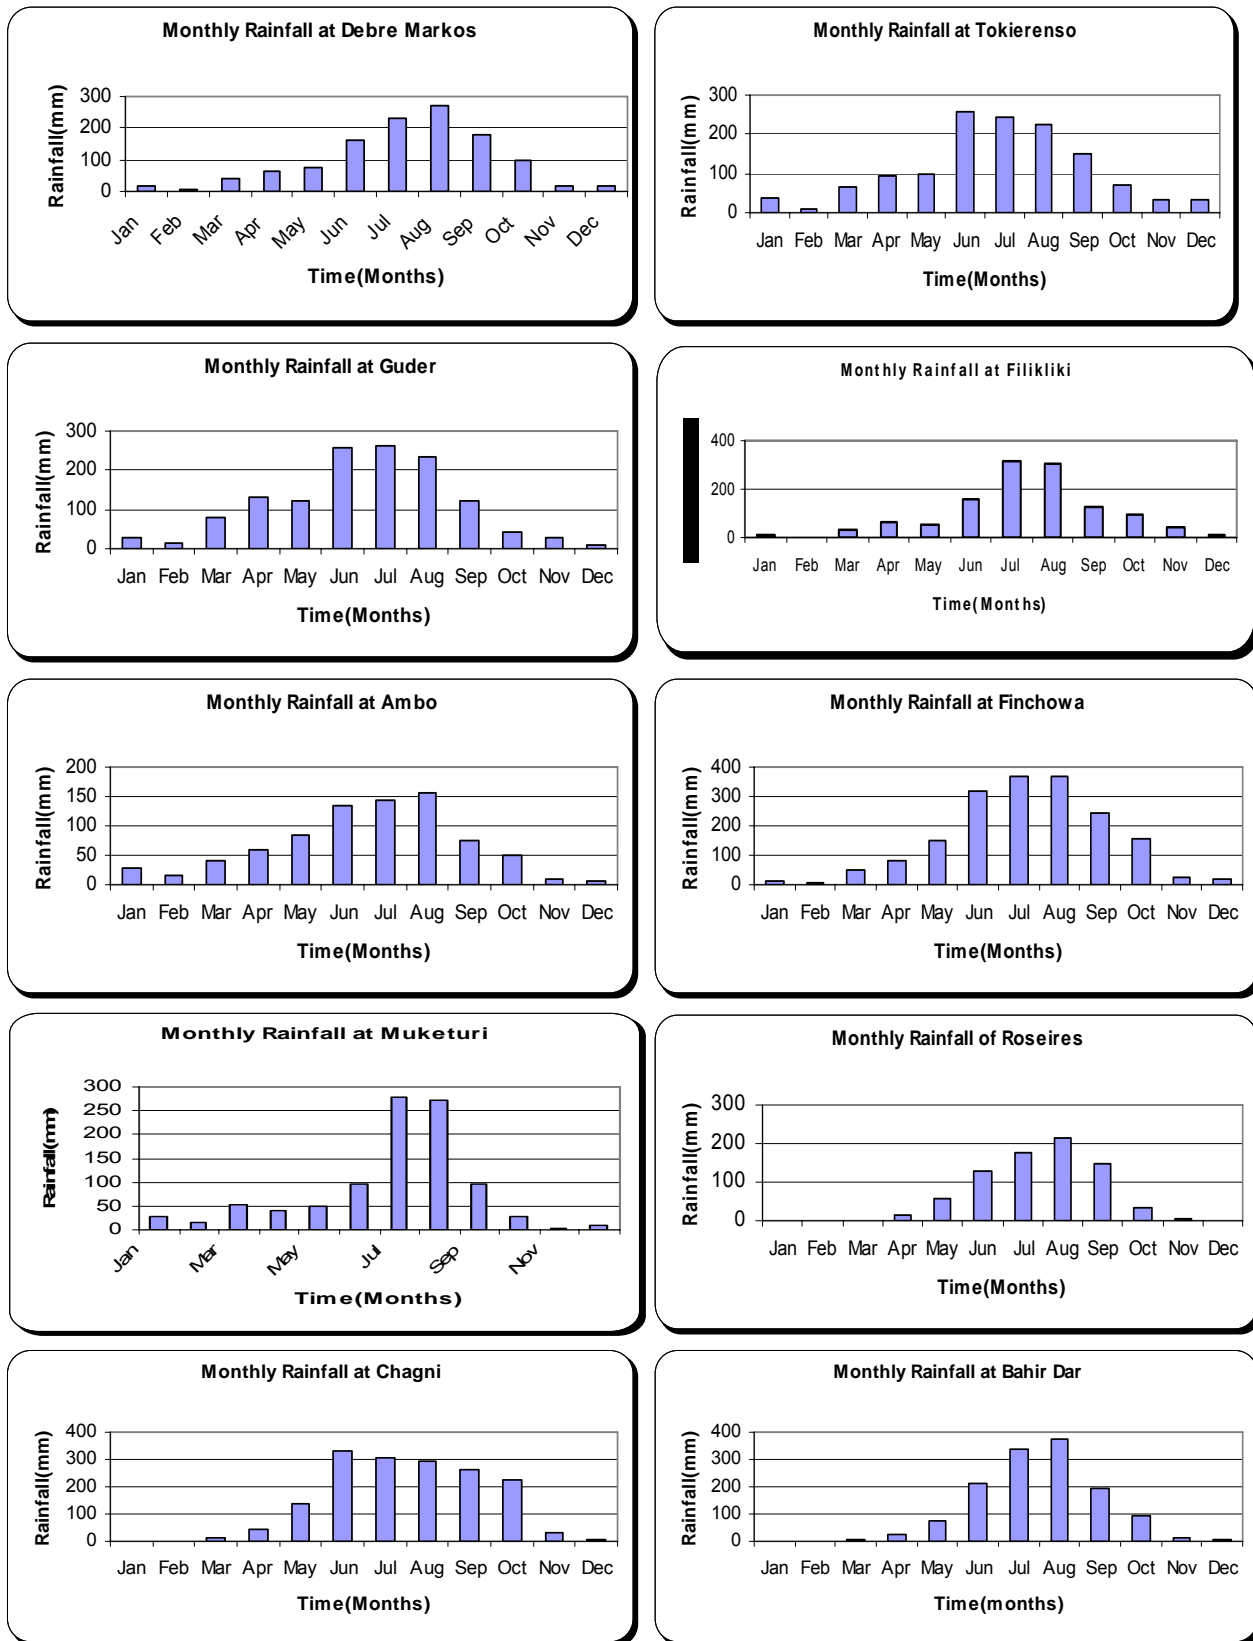 Monthly Rainfall at Debre Markos
Rainfall(mm)
300
200
100
0
Jan Feb Mar Apr May Jun Jul Aug Sep Oct Nov Dec
Time(Months)
Monthly Rainfall at Tokierenso
Rainfall(mm)
300
200
100
0
Jan Feb Mar Apr May Jun Jul Aug Sep Oct Nov Dec
Time(Months)
Monthly Rainfall at Guder
Rainfall(mm)
300
200
100
0
Jan Feb Mar Apr May Jun Jul Aug Sep Oct Nov Dec
Time(Months)
Monthly Rainfall at Filikliki
400
200
0
Jan Feb Mar Apr May Jun Jul Aug Sep Oct Nov Dec
Time(Months)
Monthly Rainfall at Ambo
Rainfall(mm)
200
150
100
50
0
Jan Feb Mar Apr May Jun Jul Aug Sep Oct Nov Dec
Time(Months)
Monthly Rainfall at Finchowa
Rainfall(mm)
400
300
200
100
0
Jan Feb Mar Apr May Jun Jul Aug Sep Oct Nov Dec
Time(Months)
Monthly Rainfall at Muketuri
Rainfall(mm)
300
250
200
150
100
50
0
Jan Mar May Jul Sep Nov
Time(Months)
Monthly Rainfall of Roseires
Rainfall(mm)
300
200
100
0
Jan Feb Mar Apr May Jun Jul Aug Sep Oct Nov Dec
Time(Months)
Monthly Rainfall at Chagni
Rainfall(mm)
400
300
200
100
0
Jan Feb Mar Apr May Jun Jul Aug Sep Oct Nov Dec
Time(Months)
Monthly Rainfall at Bahir Dar
Rainfall(mm)
400
300
200
100
0
Jan Feb Mar Apr May Jun Jul Aug Sep Oct Nov Dec
Time(months)